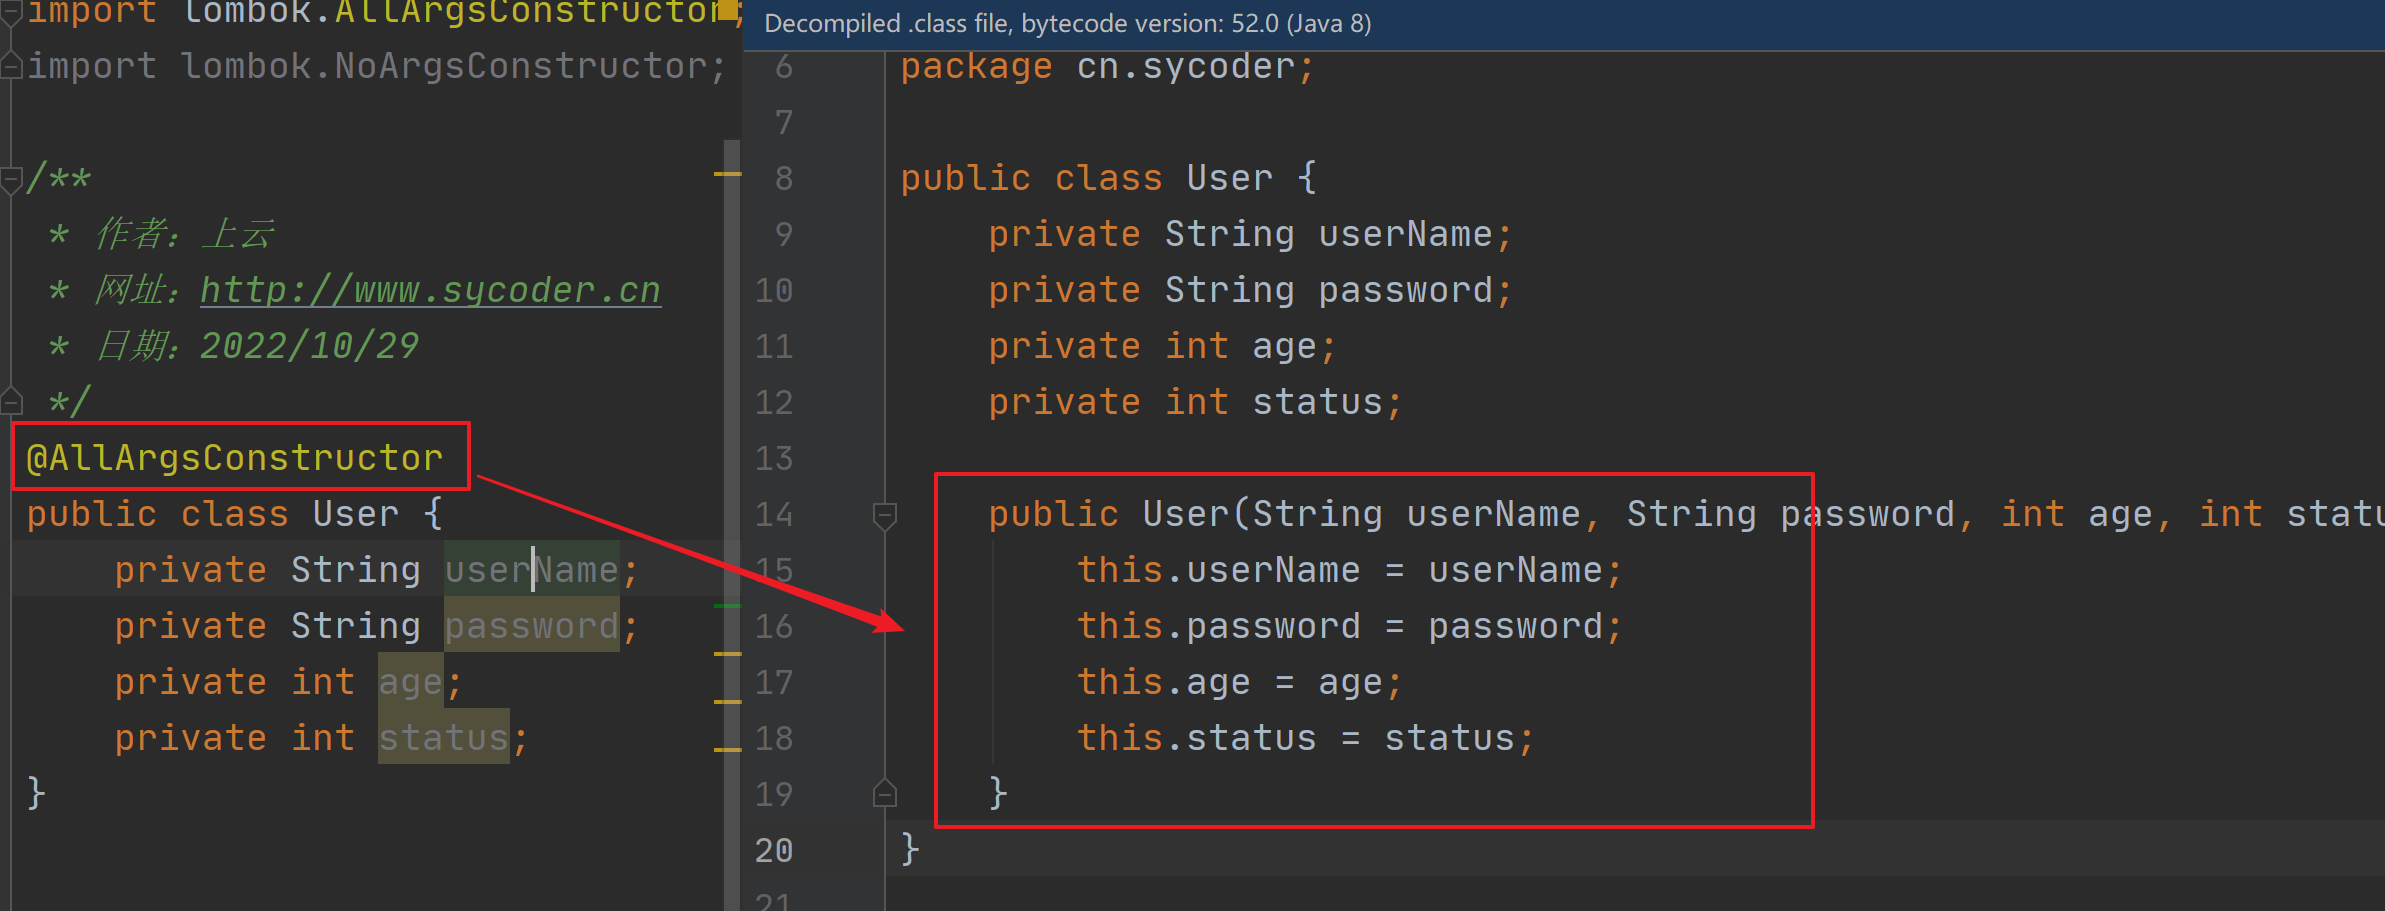 import lombok.AllArgsConstructor;
import lombok.NoArgsConstructor;
/**
* 作者：上云
* 网址：http://www.sycoder.cn
* 日期：2022/10/29
*/
@AllArgsConstructor
public class User {
private String userName;
private String password;
private int age;
private int status;
}
Decompiled .class file, bytecode version: 52.0 (Java 8)
6 package cn.sycoder;
7
8 public class User {
9 private String userName;
10 private String password;
11 private int age;
12 private int status;
13
14 public User(String userName, String password, int age, int statu
15 this.userName = userName;
16 this.password = password;
17 this.age = age;
18 this.status = status;
19 }
20 }
21